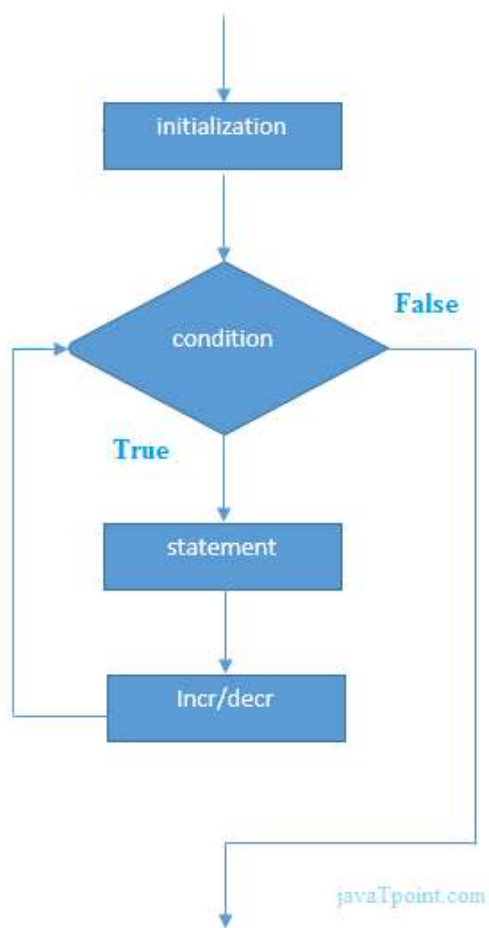 initialization
condition
False
True
statement
Incr/decr
javaTpoint.com